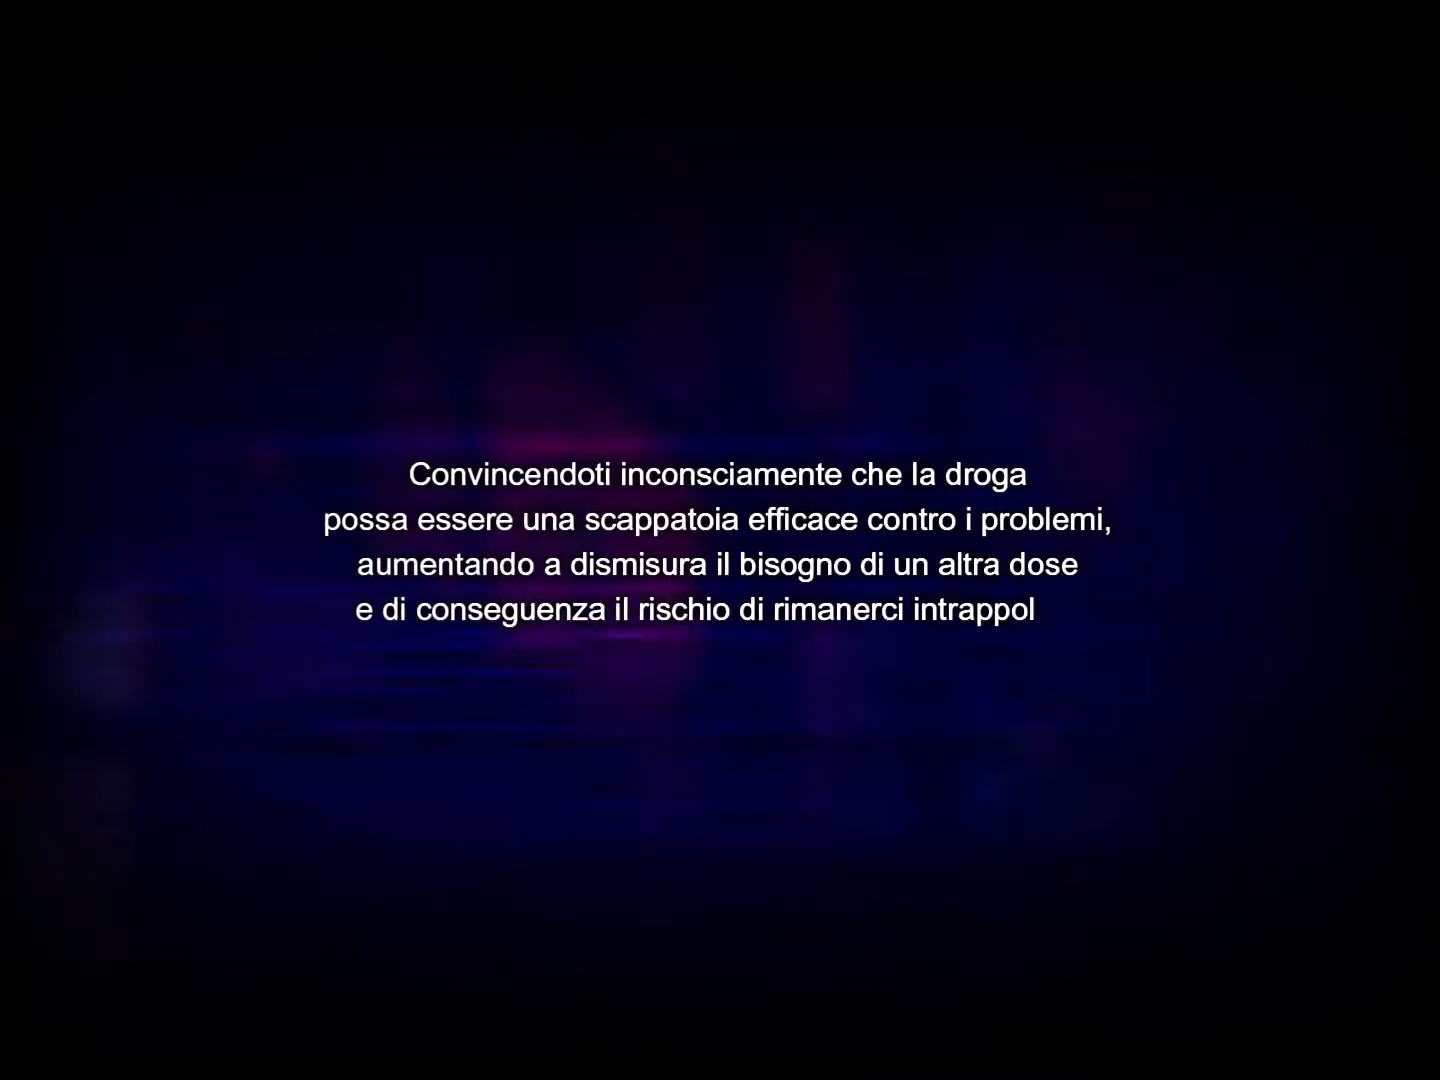 Convincendoti inconsciamente che la droga
possa essere una scappatoia efficace contro i problemi,
aumentando a dismisura il bisogno di un altra dose
e di conseguenza il rischio di rimanerci intrappol